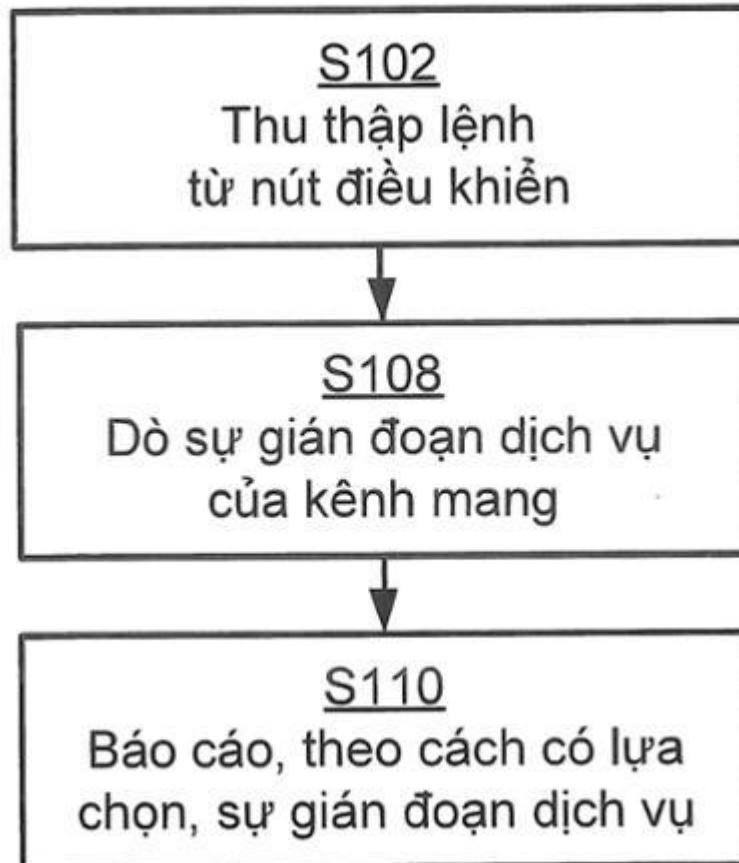 S102
Thu thập lệnh
từ nút điều khiển
S108
Dò sự gián đoạn dịch vụ
của kênh mang
S110
Báo cáo, theo cách có lựa
chọn, sự gián đoạn dịch vụ